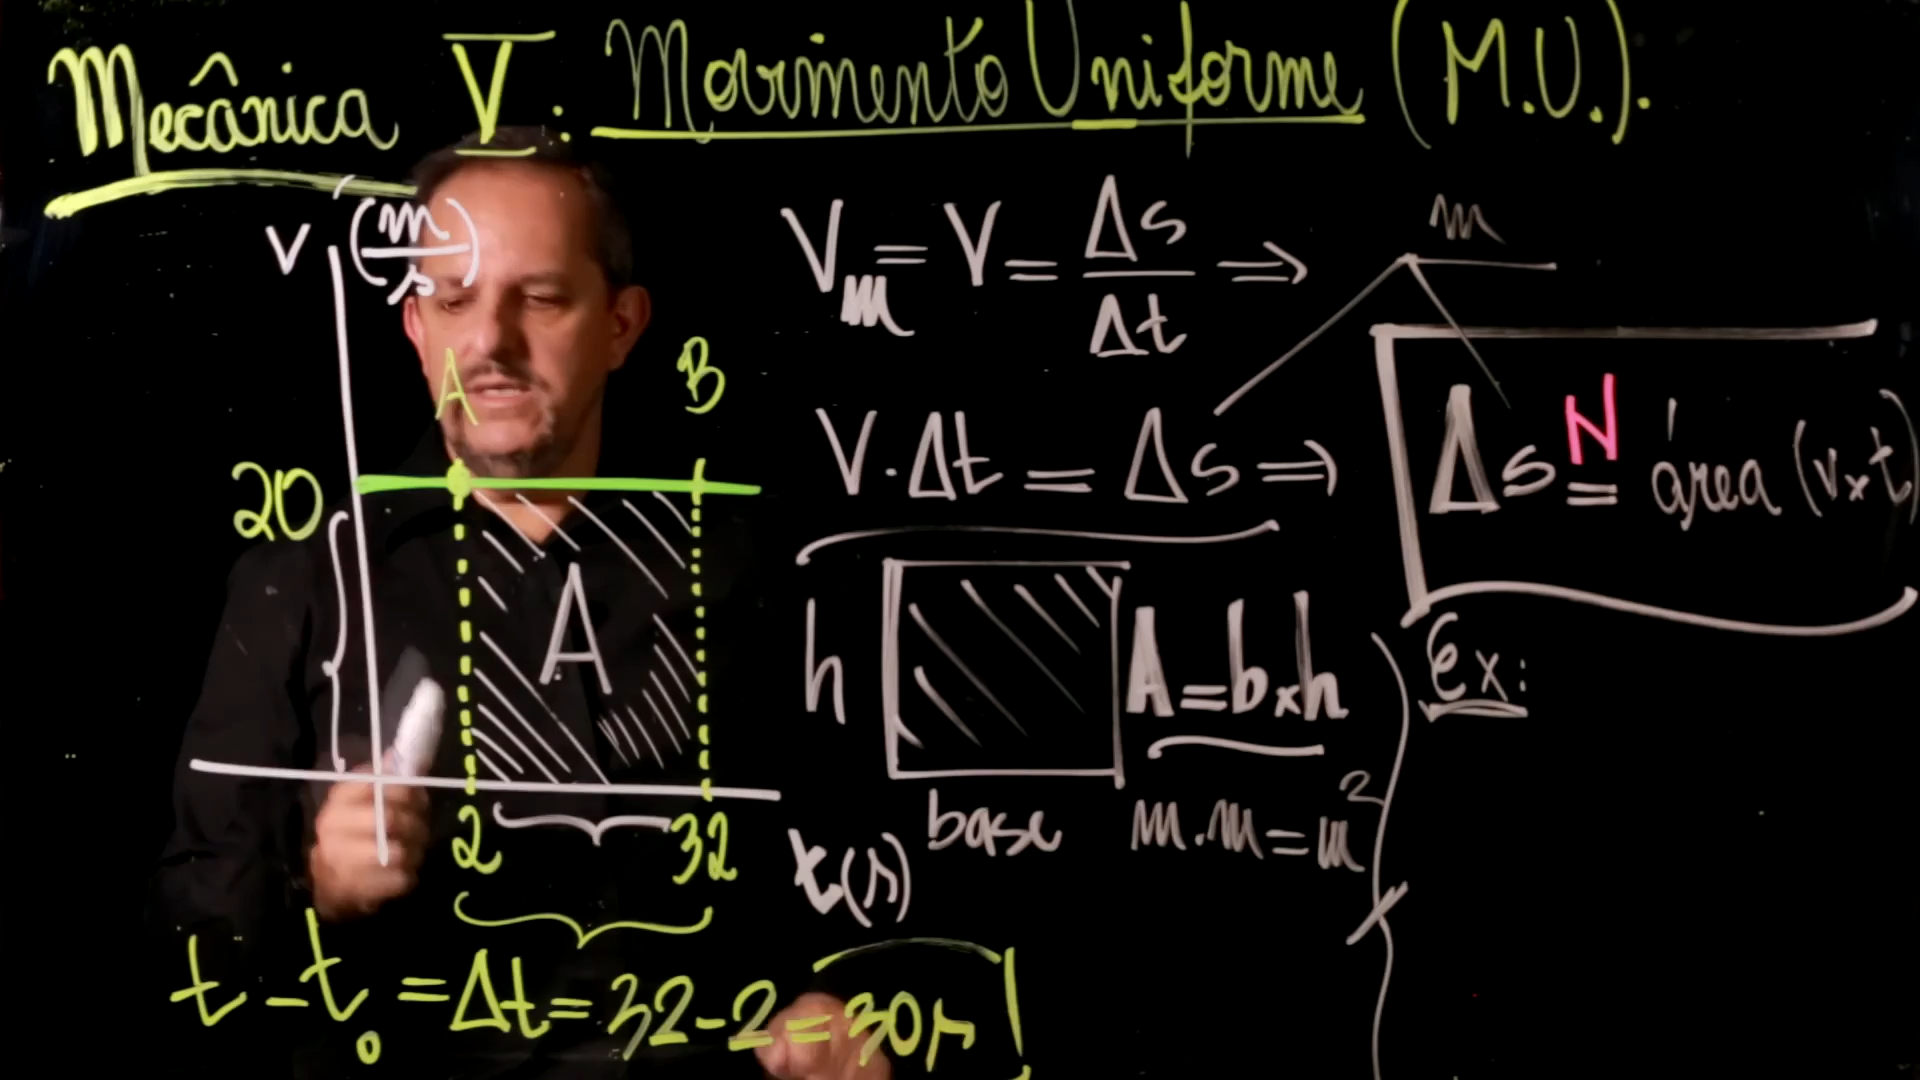 Mecânica V: Movimento Uniforme (M.U.).
v (m/s)
A B
20
A
2 32
t(s)
t - t₀ = Δt = 32 - 2 = 30s
Vm = V = Δs/Δt ⇒
m
V.Δt = Δs ⇒
Δs N= área (v×t)
h
base
A = b×h
m.m = m²
Ex: